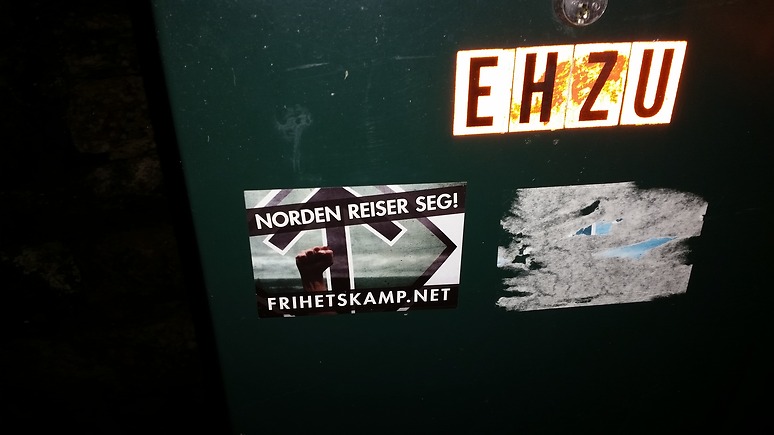 EHZU
NORDEN REISER SEG!
FRIHETSKAMP.NET